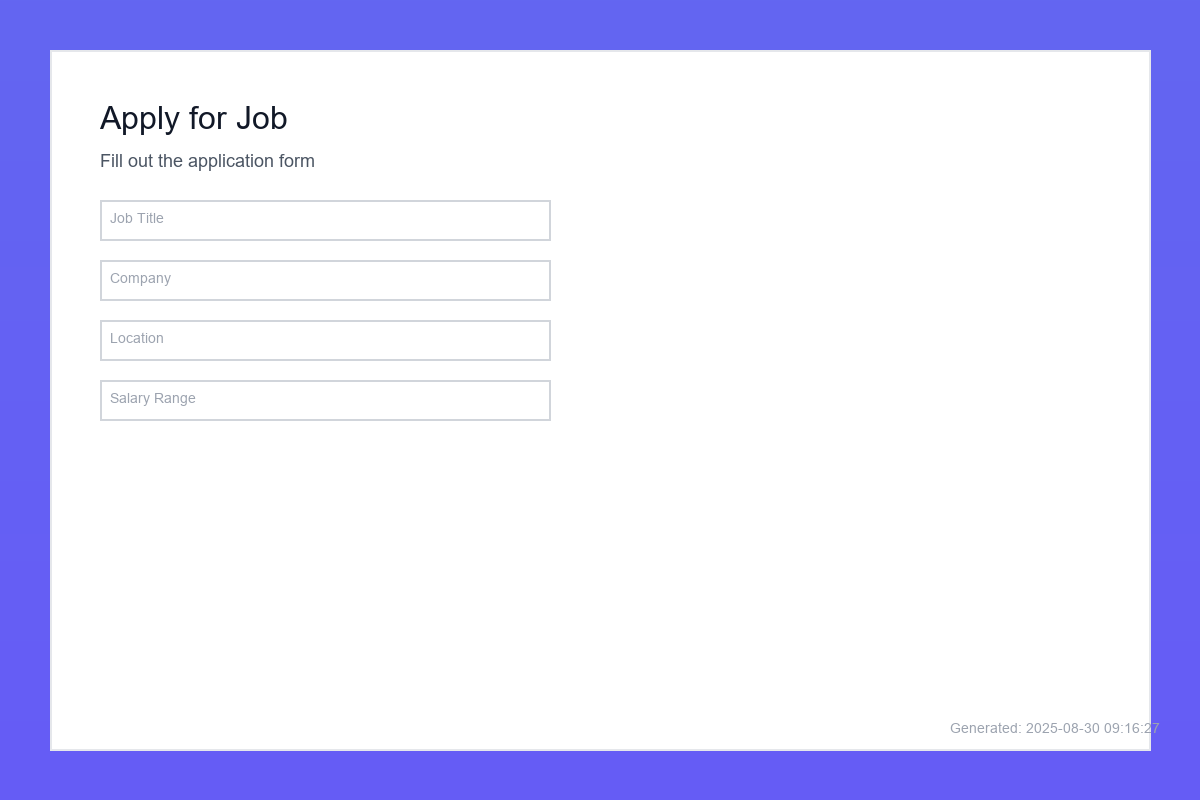 Apply for Job
Fill out the application form
Job Title
Company
Location
Salary Range
Generated: 2025-08-30 09:16:27